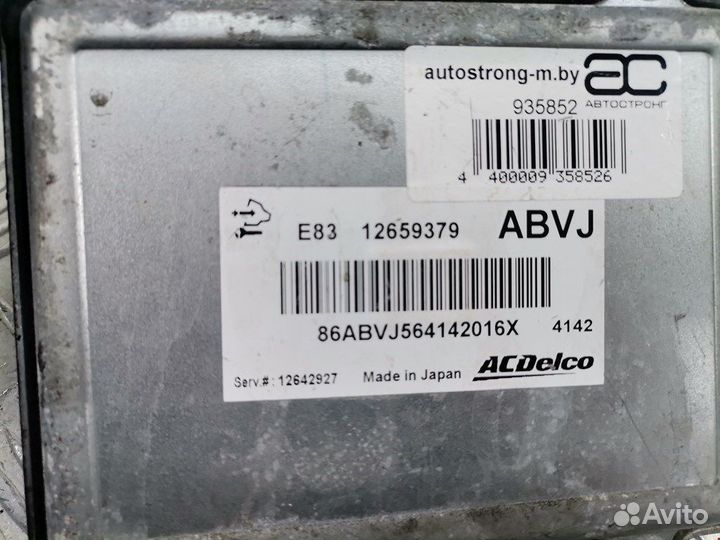 autostrong-m.by ac
935852 АВТОСТРОНГ
4 400009 358526
E83 12659379 ABVJ
86ABVJ564142016X 4142
Serv.#: 12642927 Made in Japan ACDelco
Avito